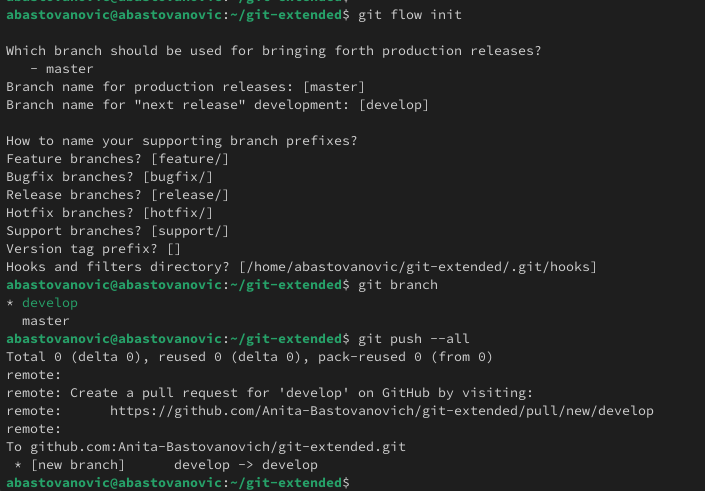 abastovanovic@abastovanovic:~/git-extended$ git flow init

Which branch should be used for bringing forth production releases?
   - master
Branch name for production releases: [master]
Branch name for "next release" development: [develop]

How to name your supporting branch prefixes?
Feature branches? [feature/]
Bugfix branches? [bugfix/]
Release branches? [release/]
Hotfix branches? [hotfix/]
Support branches? [support/]
Version tag prefix? []
Hooks and filters directory? [/home/abastovanovic/git-extended/.git/hooks]
abastovanovic@abastovanovic:~/git-extended$ git branch
* develop
  master
abastovanovic@abastovanovic:~/git-extended$ git push --all
Total 0 (delta 0), reused 0 (delta 0), pack-reused 0 (from 0)
remote:
remote: Create a pull request for 'develop' on GitHub by visiting:
remote:      https://github.com/Anita-Bastovanovich/git-extended/pull/new/develop
remote:
To github.com:Anita-Bastovanovich/git-extended.git
 * [new branch]      develop -> develop
abastovanovic@abastovanovic:~/git-extended$